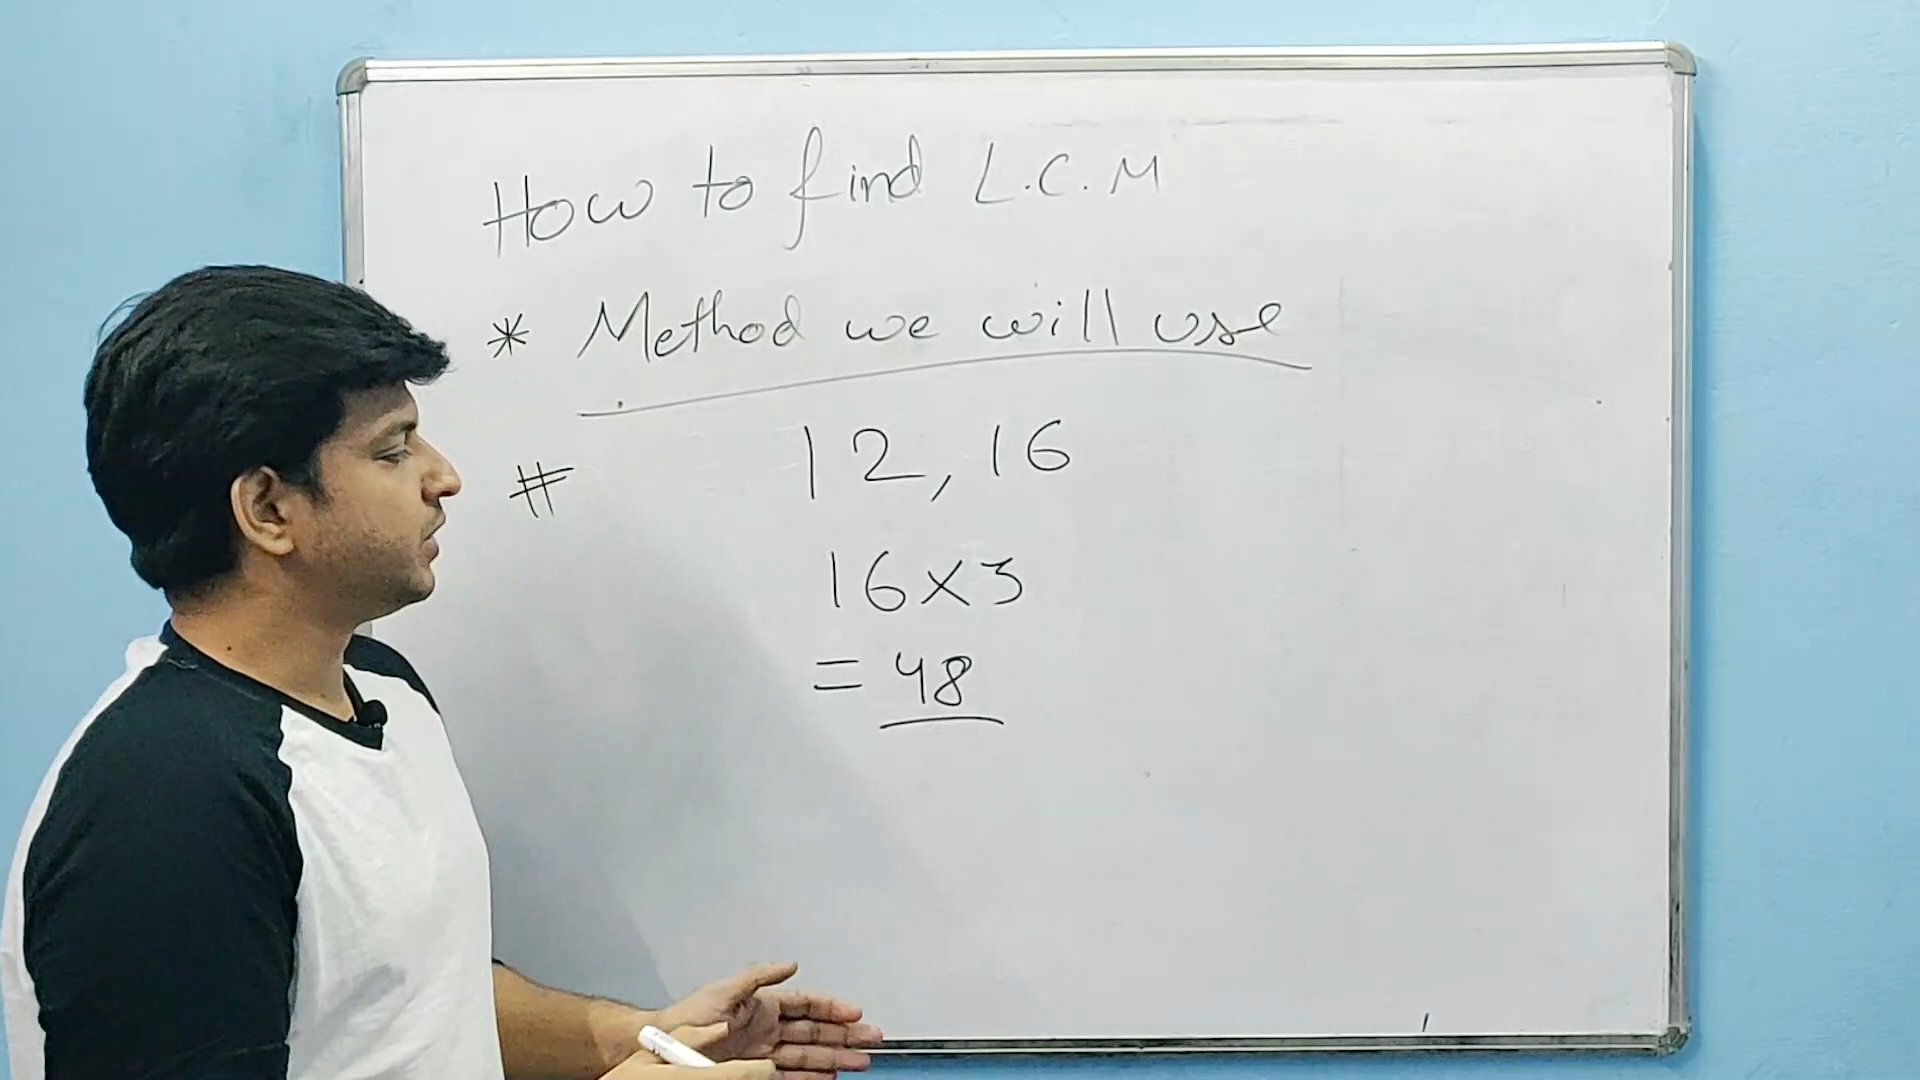 How to find L.C.M
* Method we will use
# 12, 16
16×3
= 48